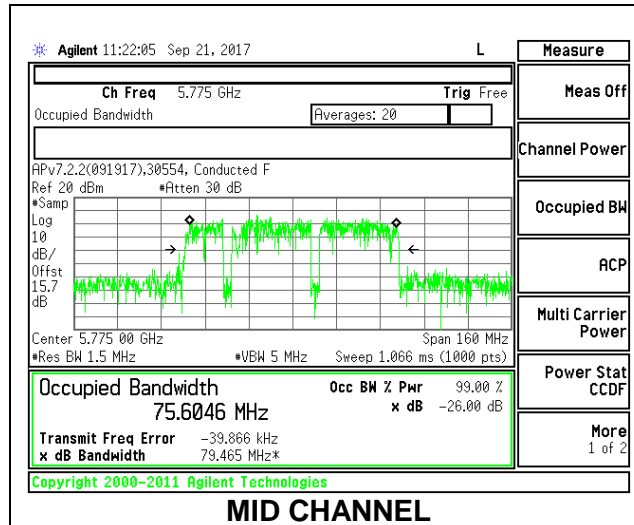 Agilent 11:22:05 Sep 21, 2017 L Measure
Ch Freq 5.775 GHz Trig Free
Meas Off
Occupied Bandwidth Averages: 20
Channel Power
APv7.2.2(091917),30554, Conducted F
Ref 20 dBm #Atten 30 dB
#Samp
Occupied BW
Log
10
dB/
ACP
Offst
15.7
dB
Multi Carrier
Power
Center 5.775 00 GHz Span 160 MHz
#Res BW 1.5 MHz #VBW 5 MHz Sweep 1.066 ms (1000 pts)
Power Stat
CCDF
Occupied Bandwidth Occ BW % Pwr 99.00 %
75.6046 MHz x dB -26.00 dB
Transmit Freq Error -39.866 kHz
x dB Bandwidth 79.465 MHz*
More
1 of 2
Copyright 2000-2011 Agilent Technologies
MID CHANNEL